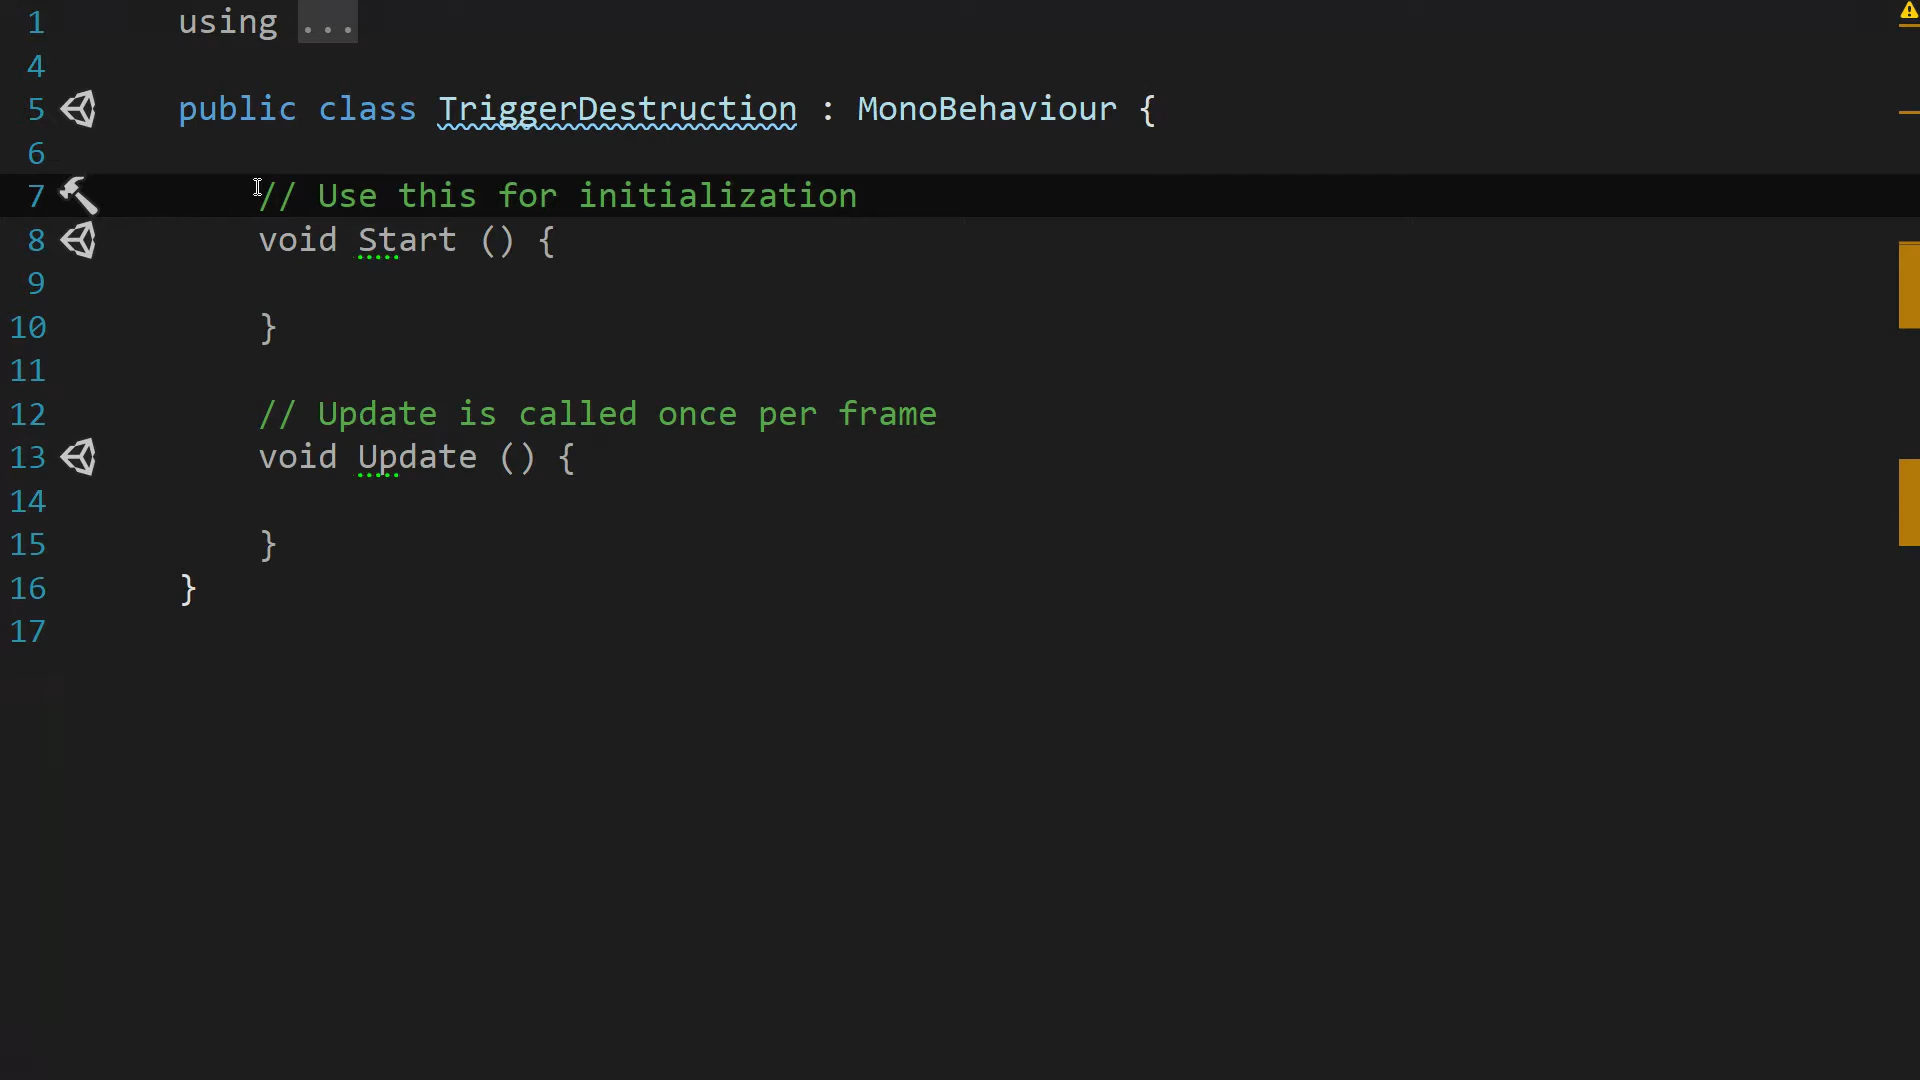 1 using ...
4
5 public class TriggerDestruction : MonoBehaviour {
6
7 // Use this for initialization
8 void Start () {
9
10 }
11
12 // Update is called once per frame
13 void Update () {
14
15 }
16 }
17